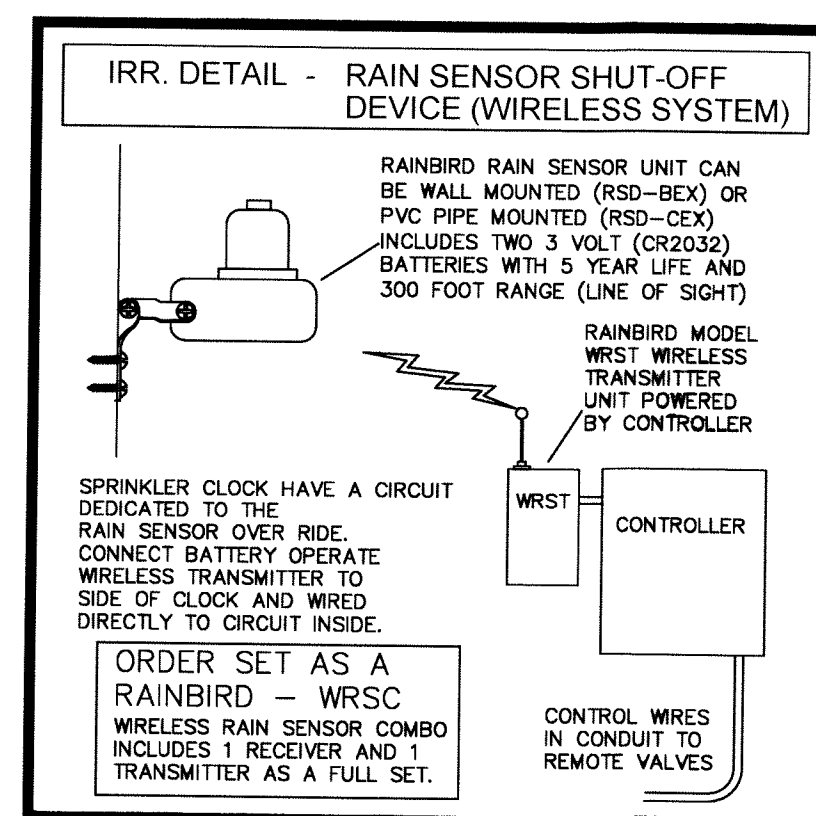 IRR. DETAIL - RAIN SENSOR SHUT-OFF
DEVICE (WIRELESS SYSTEM)
RAINBIRD RAIN SENSOR UNIT CAN
BE WALL MOUNTED (RSD-BEX) OR
PVC PIPE MOUNTED (RSD-CEX)
INCLUDES TWO 3 VOLT (CR2032)
BATTERIES WITH 5 YEAR LIFE AND
300 FOOT RANGE (LINE OF SIGHT)
RAINBIRD MODEL
WRST WIRELESS
TRANSMITTER
UNIT POWERED
BY CONTROLLER
SPRINKLER CLOCK HAVE A CIRCUIT
DEDICATED TO THE
RAIN SENSOR OVER RIDE.
CONNECT BATTERY OPERATE
WIRELESS TRANSMITTER TO
SIDE OF CLOCK AND WIRED
DIRECTLY TO CIRCUIT INSIDE.
WRST
CONTROLLER
ORDER SET AS A
RAINBIRD - WRSC
WIRELESS RAIN SENSOR COMBO
INCLUDES 1 RECEIVER AND 1
TRANSMITTER AS A FULL SET.
CONTROL WIRES
IN CONDUIT TO
REMOTE VALVES